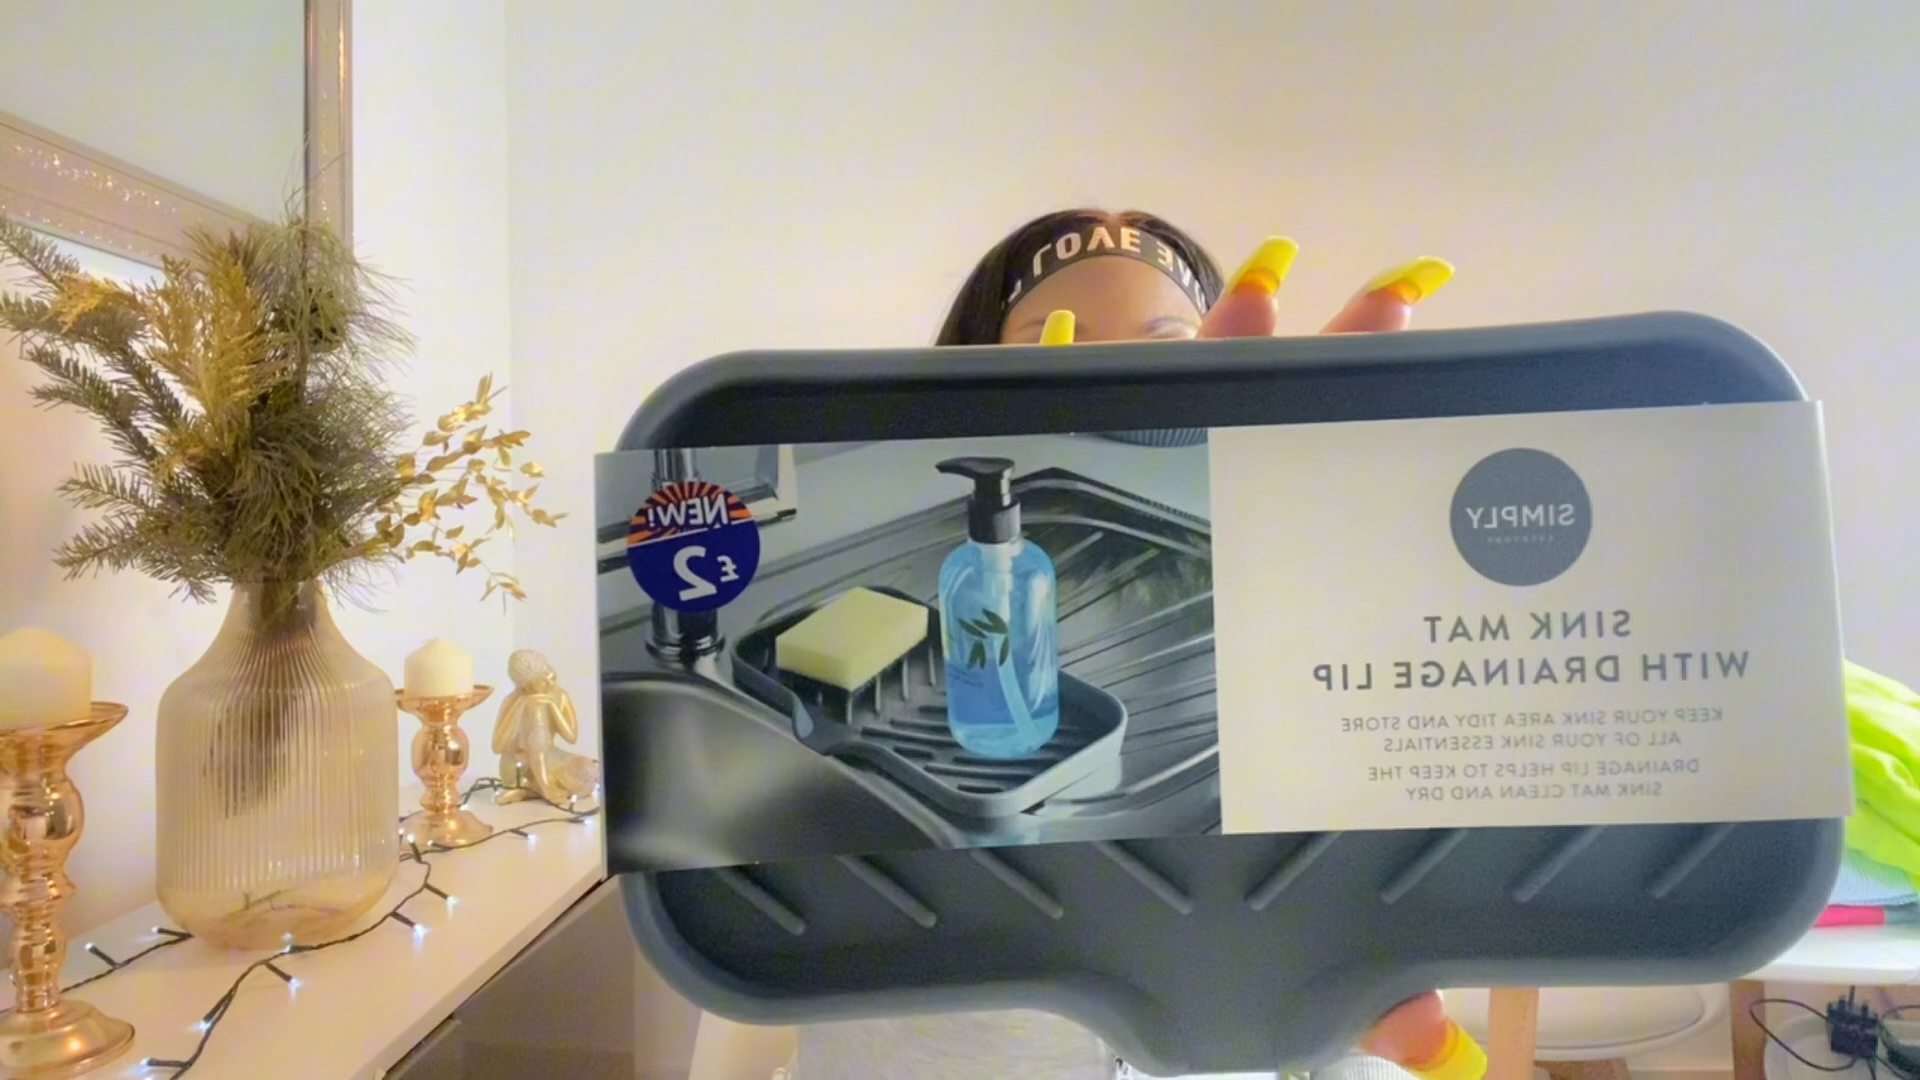 LOVE
NEW!
£2
SIMPLY
EVERYDAY
SINK MAT
WITH DRAINAGE LIP
KEEP YOUR SINK AREA TIDY AND STORE
ALL OF YOUR SINK ESSENTIALS
DRAINAGE LIP HELPS TO KEEP THE
SINK MAT CLEAN AND DRY